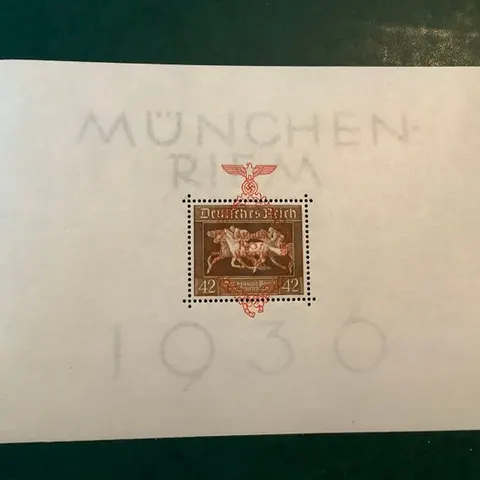 MÜNCHEN-
RIEM
Deutsches Reich
42 42
1936